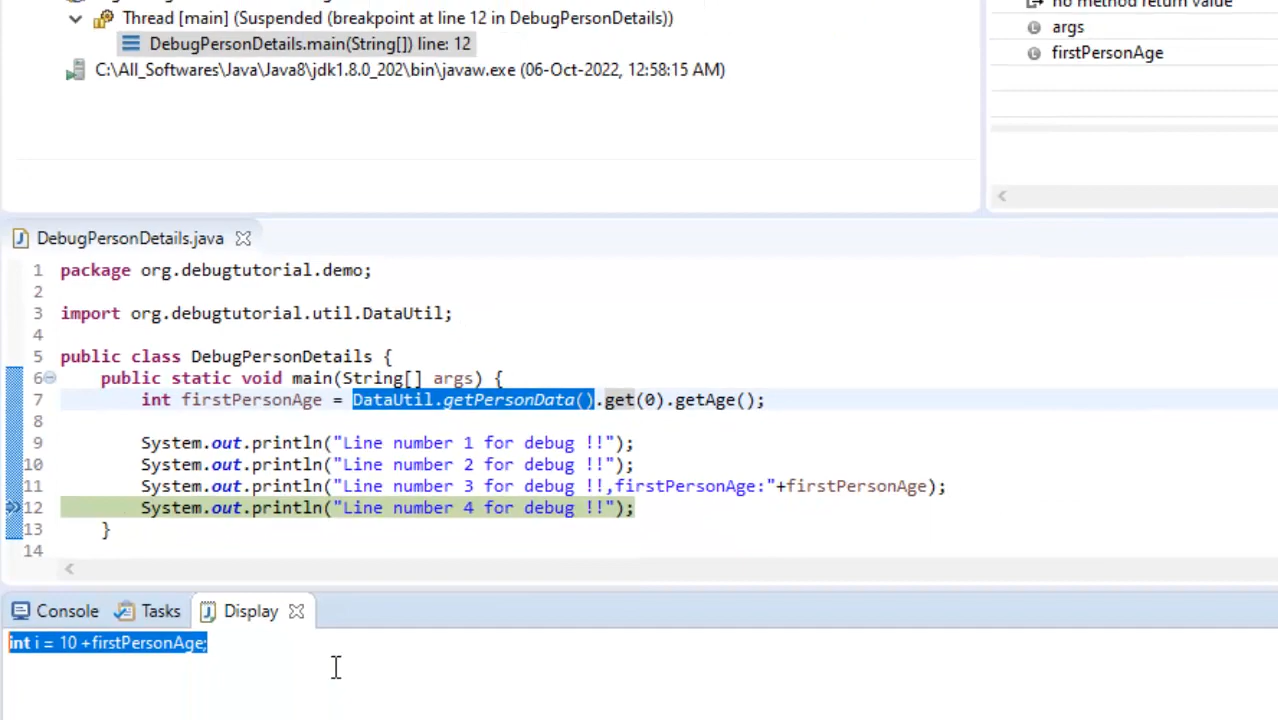 Thread [main] (Suspended (breakpoint at line 12 in DebugPersonDetails))
DebugPersonDetails.main(String[]) line: 12
C:\All_Softwares\Java\Java8\jdk1.8.0_202\bin\javaw.exe (06-Oct-2022, 12:58:15 AM)
no method return value
args
firstPersonAge
DebugPersonDetails.java
1 package org.debugtutorial.demo;
2
3 import org.debugtutorial.util.DataUtil;
4
5 public class DebugPersonDetails {
6 public static void main(String[] args) {
7 int firstPersonAge = DataUtil.getPersonData().get(0).getAge();
8
9 System.out.println("Line number 1 for debug !!");
10 System.out.println("Line number 2 for debug !!");
11 System.out.println("Line number 3 for debug !!,firstPersonAge:"+firstPersonAge);
12 System.out.println("Line number 4 for debug !!");
13 }
14
Console Tasks Display
int i = 10 +firstPersonAge;